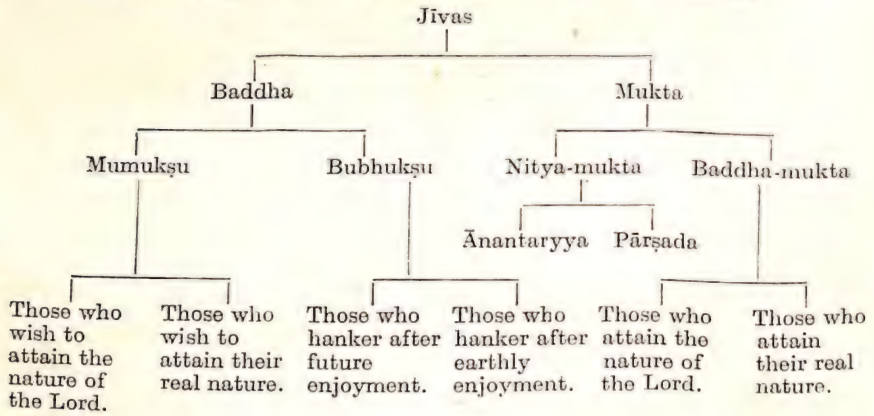 Jīvas
Baddha Mukta
Mumukṣu Bubhukṣu Nitya-mukta Baddha-mukta
Ānantaryya Pārṣada
Those who
wish to
attain the
nature of
the Lord.
Those who
wish to
attain their
real nature.
Those who
hanker after
future
enjoyment.
Those who
hanker after
earthly
enjoyment.
Those who
attain the
nature of
the Lord.
Those who
attain
their real
nature.